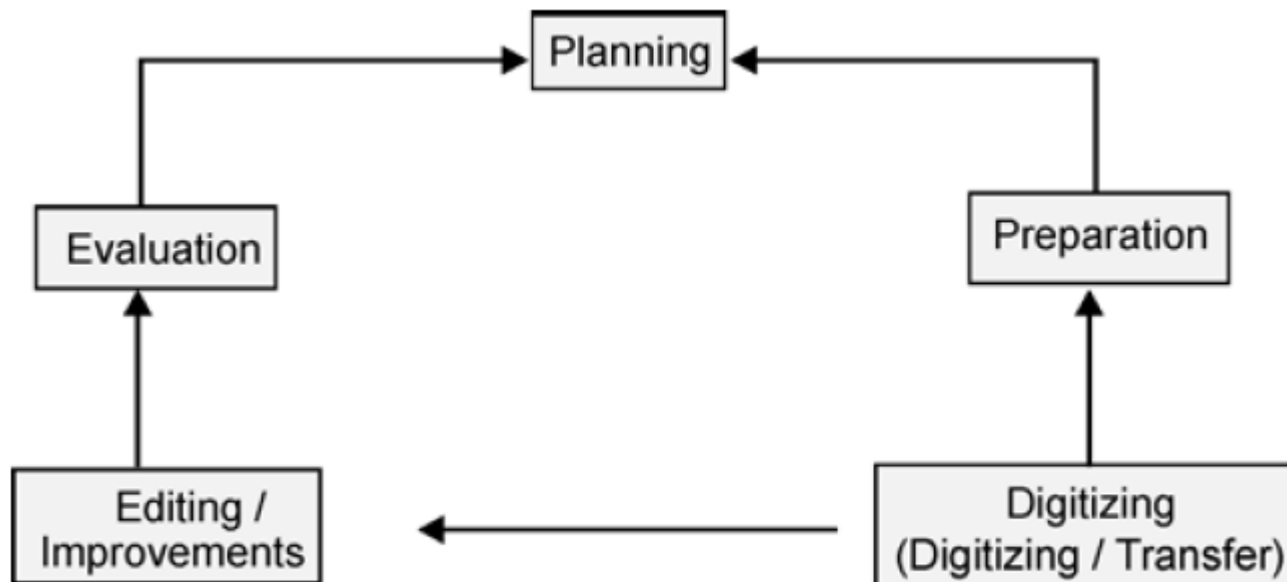 Planning
Evaluation
Preparation
Editing /
Improvements
Digitizing
(Digitizing / Transfer)